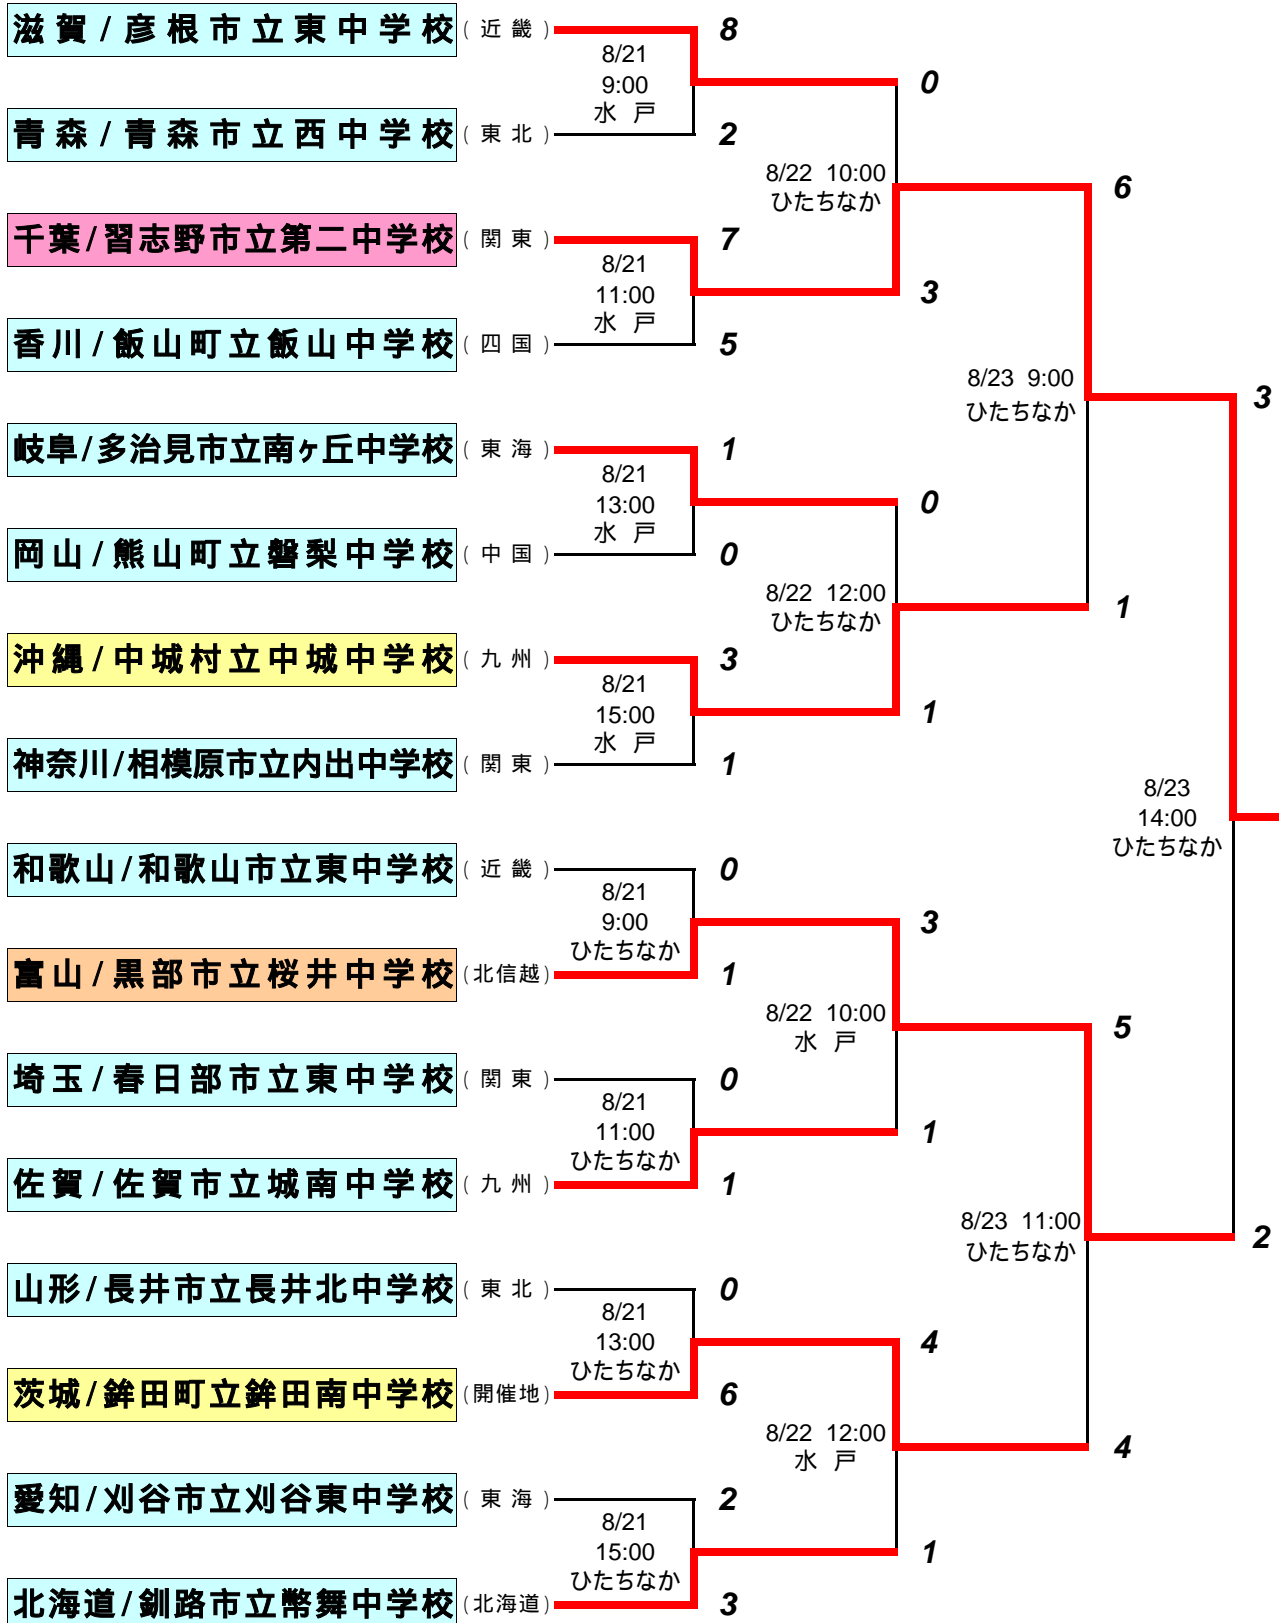 滋賀/彦根市立東中学校 (近畿) 8
8/21
9:00
水戸
0
青森/青森市立西中学校 (東北) 2
8/22 10:00
ひたちなか
6
千葉/習志野市立第二中学校 (関東) 7
8/21
11:00
水戸
3
香川/飯山町立飯山中学校 (四国) 5
8/23 9:00
ひたちなか
3
岐阜/多治見市立南ヶ丘中学校 (東海) 1
8/21
13:00
水戸
0
岡山/熊山町立磐梨中学校 (中国) 0
8/22 12:00
ひたちなか
1
沖縄/中城村立中城中学校 (九州) 3
8/21
15:00
水戸
1
神奈川/相模原市立内出中学校 (関東) 1
8/23
14:00
ひたちなか
和歌山/和歌山市立東中学校 (近畿) 0
8/21
9:00
ひたちなか
3
富山/黒部市立桜井中学校 (北信越) 1
8/22 10:00
水戸
5
埼玉/春日部市立東中学校 (関東) 0
8/21
11:00
ひたちなか
1
佐賀/佐賀市立城南中学校 (九州) 1
8/23 11:00
ひたちなか
2
山形/長井市立長井北中学校 (東北) 0
8/21
13:00
ひたちなか
4
茨城/鉾田町立鉾田南中学校 (開催地) 6
8/22 12:00
水戸
4
愛知/刈谷市立刈谷東中学校 (東海) 2
8/21
15:00
ひたちなか
1
北海道/釧路市立幣舞中学校 (北海道) 3